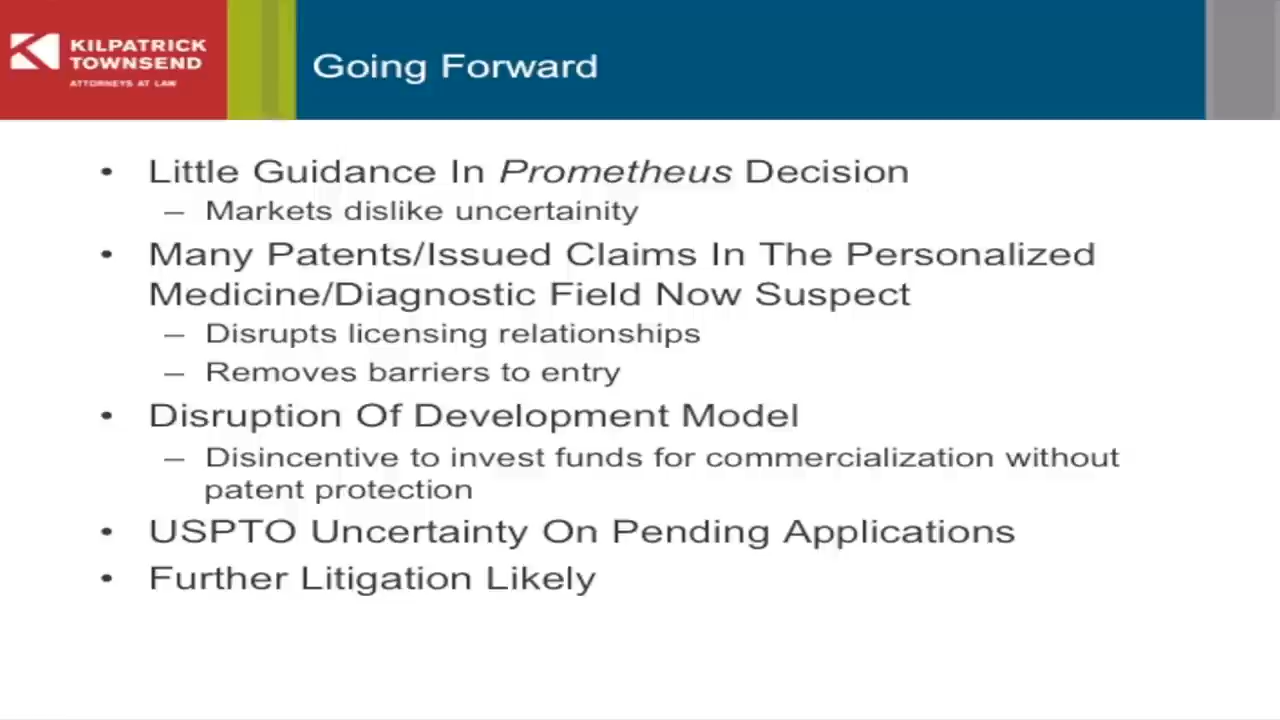 KILPATRICK
TOWNSEND
ATTORNEYS AT LAW
Going Forward
• Little Guidance In Prometheus Decision
– Markets dislike uncertainity
• Many Patents/Issued Claims In The Personalized
Medicine/Diagnostic Field Now Suspect
– Disrupts licensing relationships
– Removes barriers to entry
• Disruption Of Development Model
– Disincentive to invest funds for commercialization without
patent protection
• USPTO Uncertainty On Pending Applications
• Further Litigation Likely